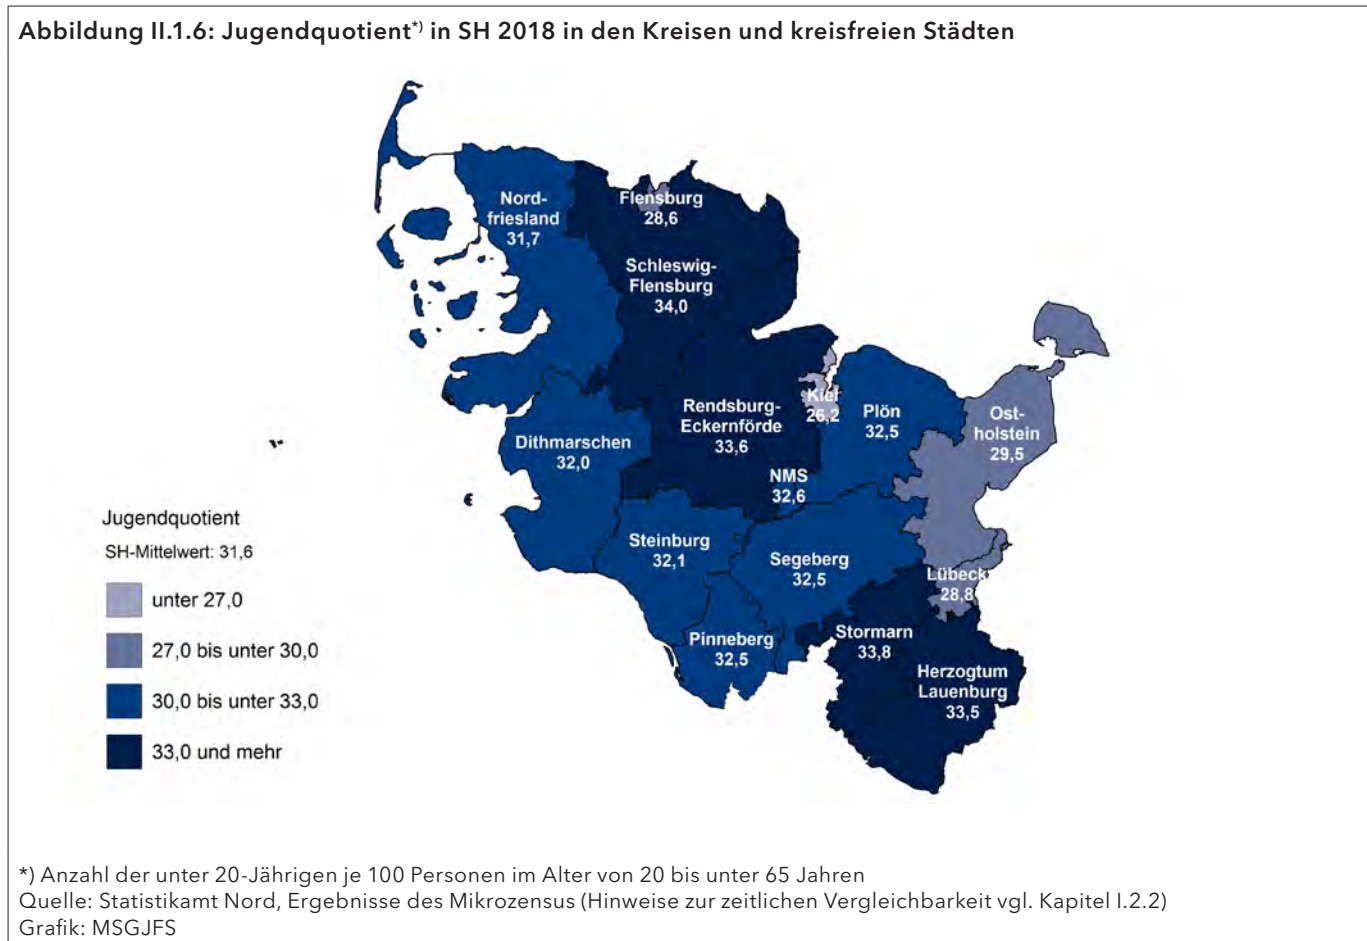 Abbildung II.1.6: Jugendquotient*) in SH 2018 in den Kreisen und kreisfreien Städten
Nord-
friesland
31,7
Flensburg
28,6
Schleswig-
Flensburg
34,0
Rendsburg-
Eckernförde
33,6
Kiel
26,2
Plön
32,5
Ost-
holstein
29,5
Dithmarschen
32,0
NMS
32,6
Steinburg
32,1
Segeberg
32,5
Lübeck
28,8
Pinneberg
32,5
Stormarn
33,8
Herzogtum
Lauenburg
33,5
Jugendquotient
SH-Mittelwert: 31,6
unter 27,0
27,0 bis unter 30,0
30,0 bis unter 33,0
33,0 und mehr
*) Anzahl der unter 20-Jährigen je 100 Personen im Alter von 20 bis unter 65 Jahren
Quelle: Statistikamt Nord, Ergebnisse des Mikrozensus (Hinweise zur zeitlichen Vergleichbarkeit vgl. Kapitel I.2.2)
Grafik: MSGJFS